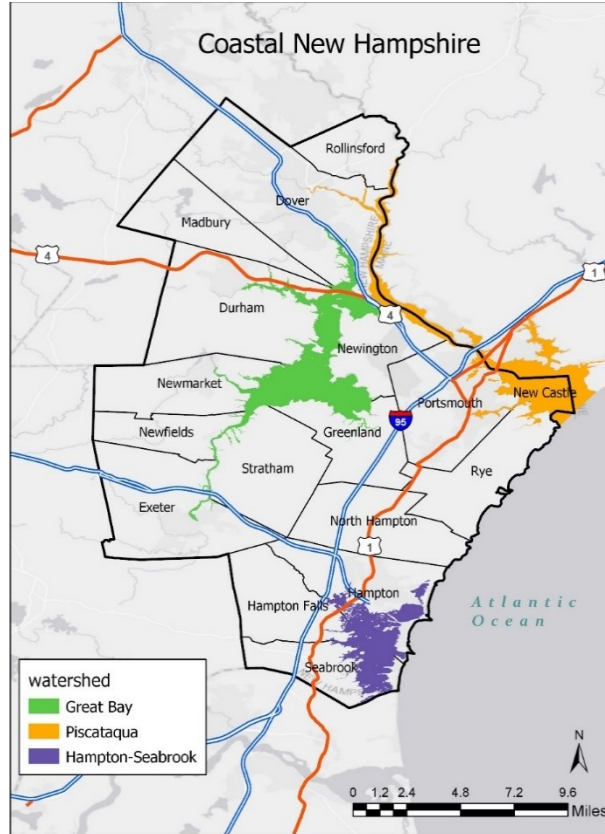 Coastal New Hampshire
Rollinsford
Dover
Madbury
4
Durham
4
1
Newington
Newmarket
Portsmouth
New Castle
Newfields
Greenland
95
Stratham
Rye
Exeter
North Hampton
1
Hampton
Hampton Falls
Atlantic
Ocean
Seabrook
watershed
Great Bay
Piscataqua
Hampton-Seabrook
N
0 1.2 2.4 4.8 7.2 9.6
Miles